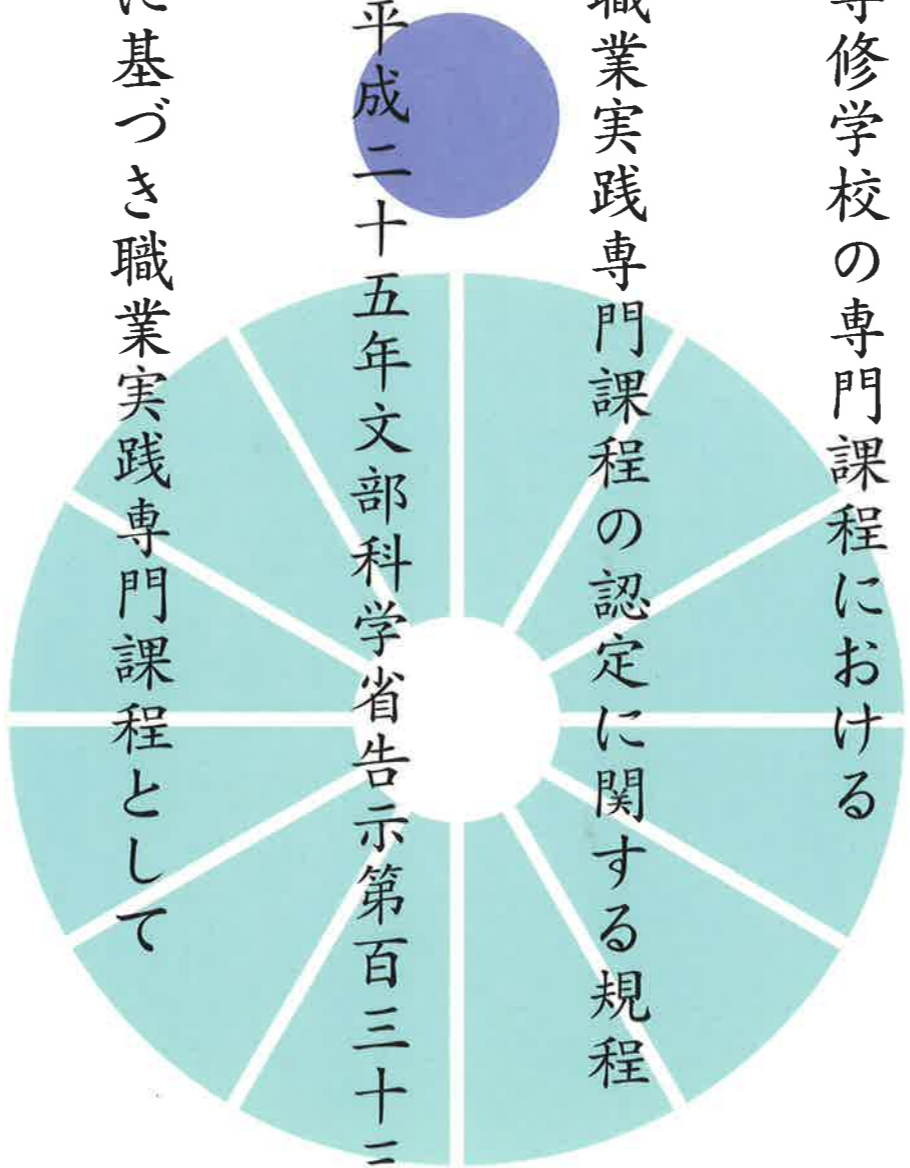 専修学校の専門課程における
職業実践専門課程の認定に関する規程
平成二十五年文部科学省告示第百三十三
に基づき職業実践専門課程として